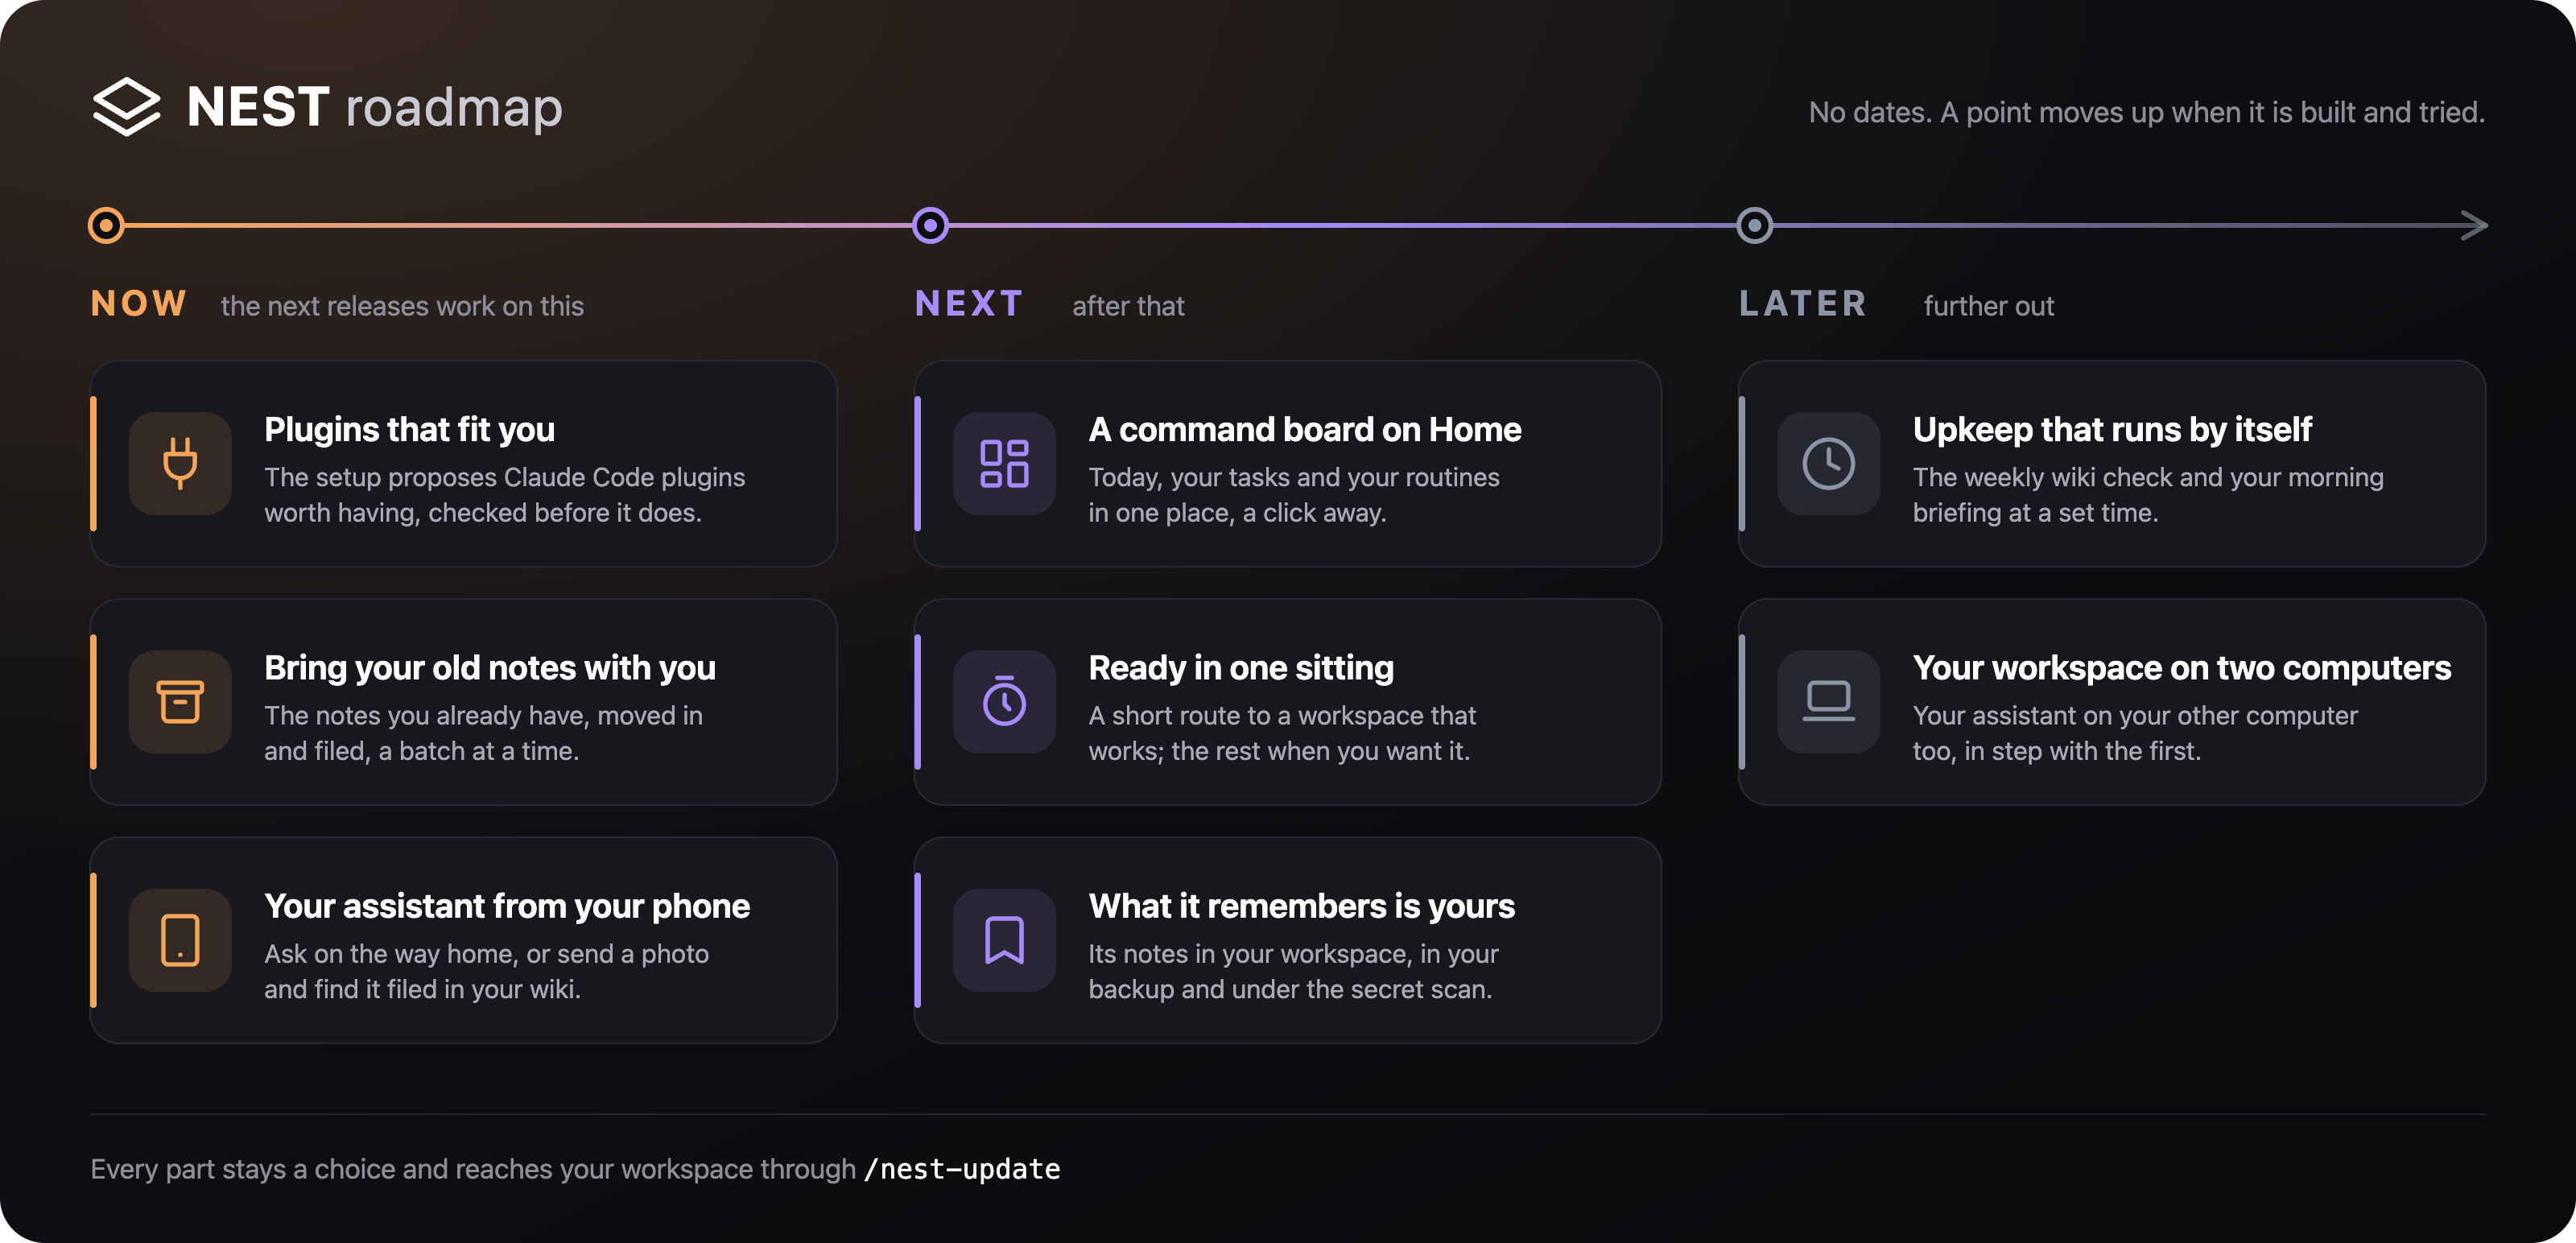 NEST roadmap
No dates. A point moves up when it is built and tried.
NOW the next releases work on this
Plugins that fit you
The setup proposes Claude Code plugins
worth having, checked before it does.
Bring your old notes with you
The notes you already have, moved in
and filed, a batch at a time.
Your assistant from your phone
Ask on the way home, or send a photo
and find it filed in your wiki.
NEXT after that
A command board on Home
Today, your tasks and your routines
in one place, a click away.
Ready in one sitting
A short route to a workspace that
works; the rest when you want it.
What it remembers is yours
Its notes in your workspace, in your
backup and under the secret scan.
LATER further out
Upkeep that runs by itself
The weekly wiki check and your morning
briefing at a set time.
Your workspace on two computers
Your assistant on your other computer
too, in step with the first.
Every part stays a choice and reaches your workspace through /nest-update